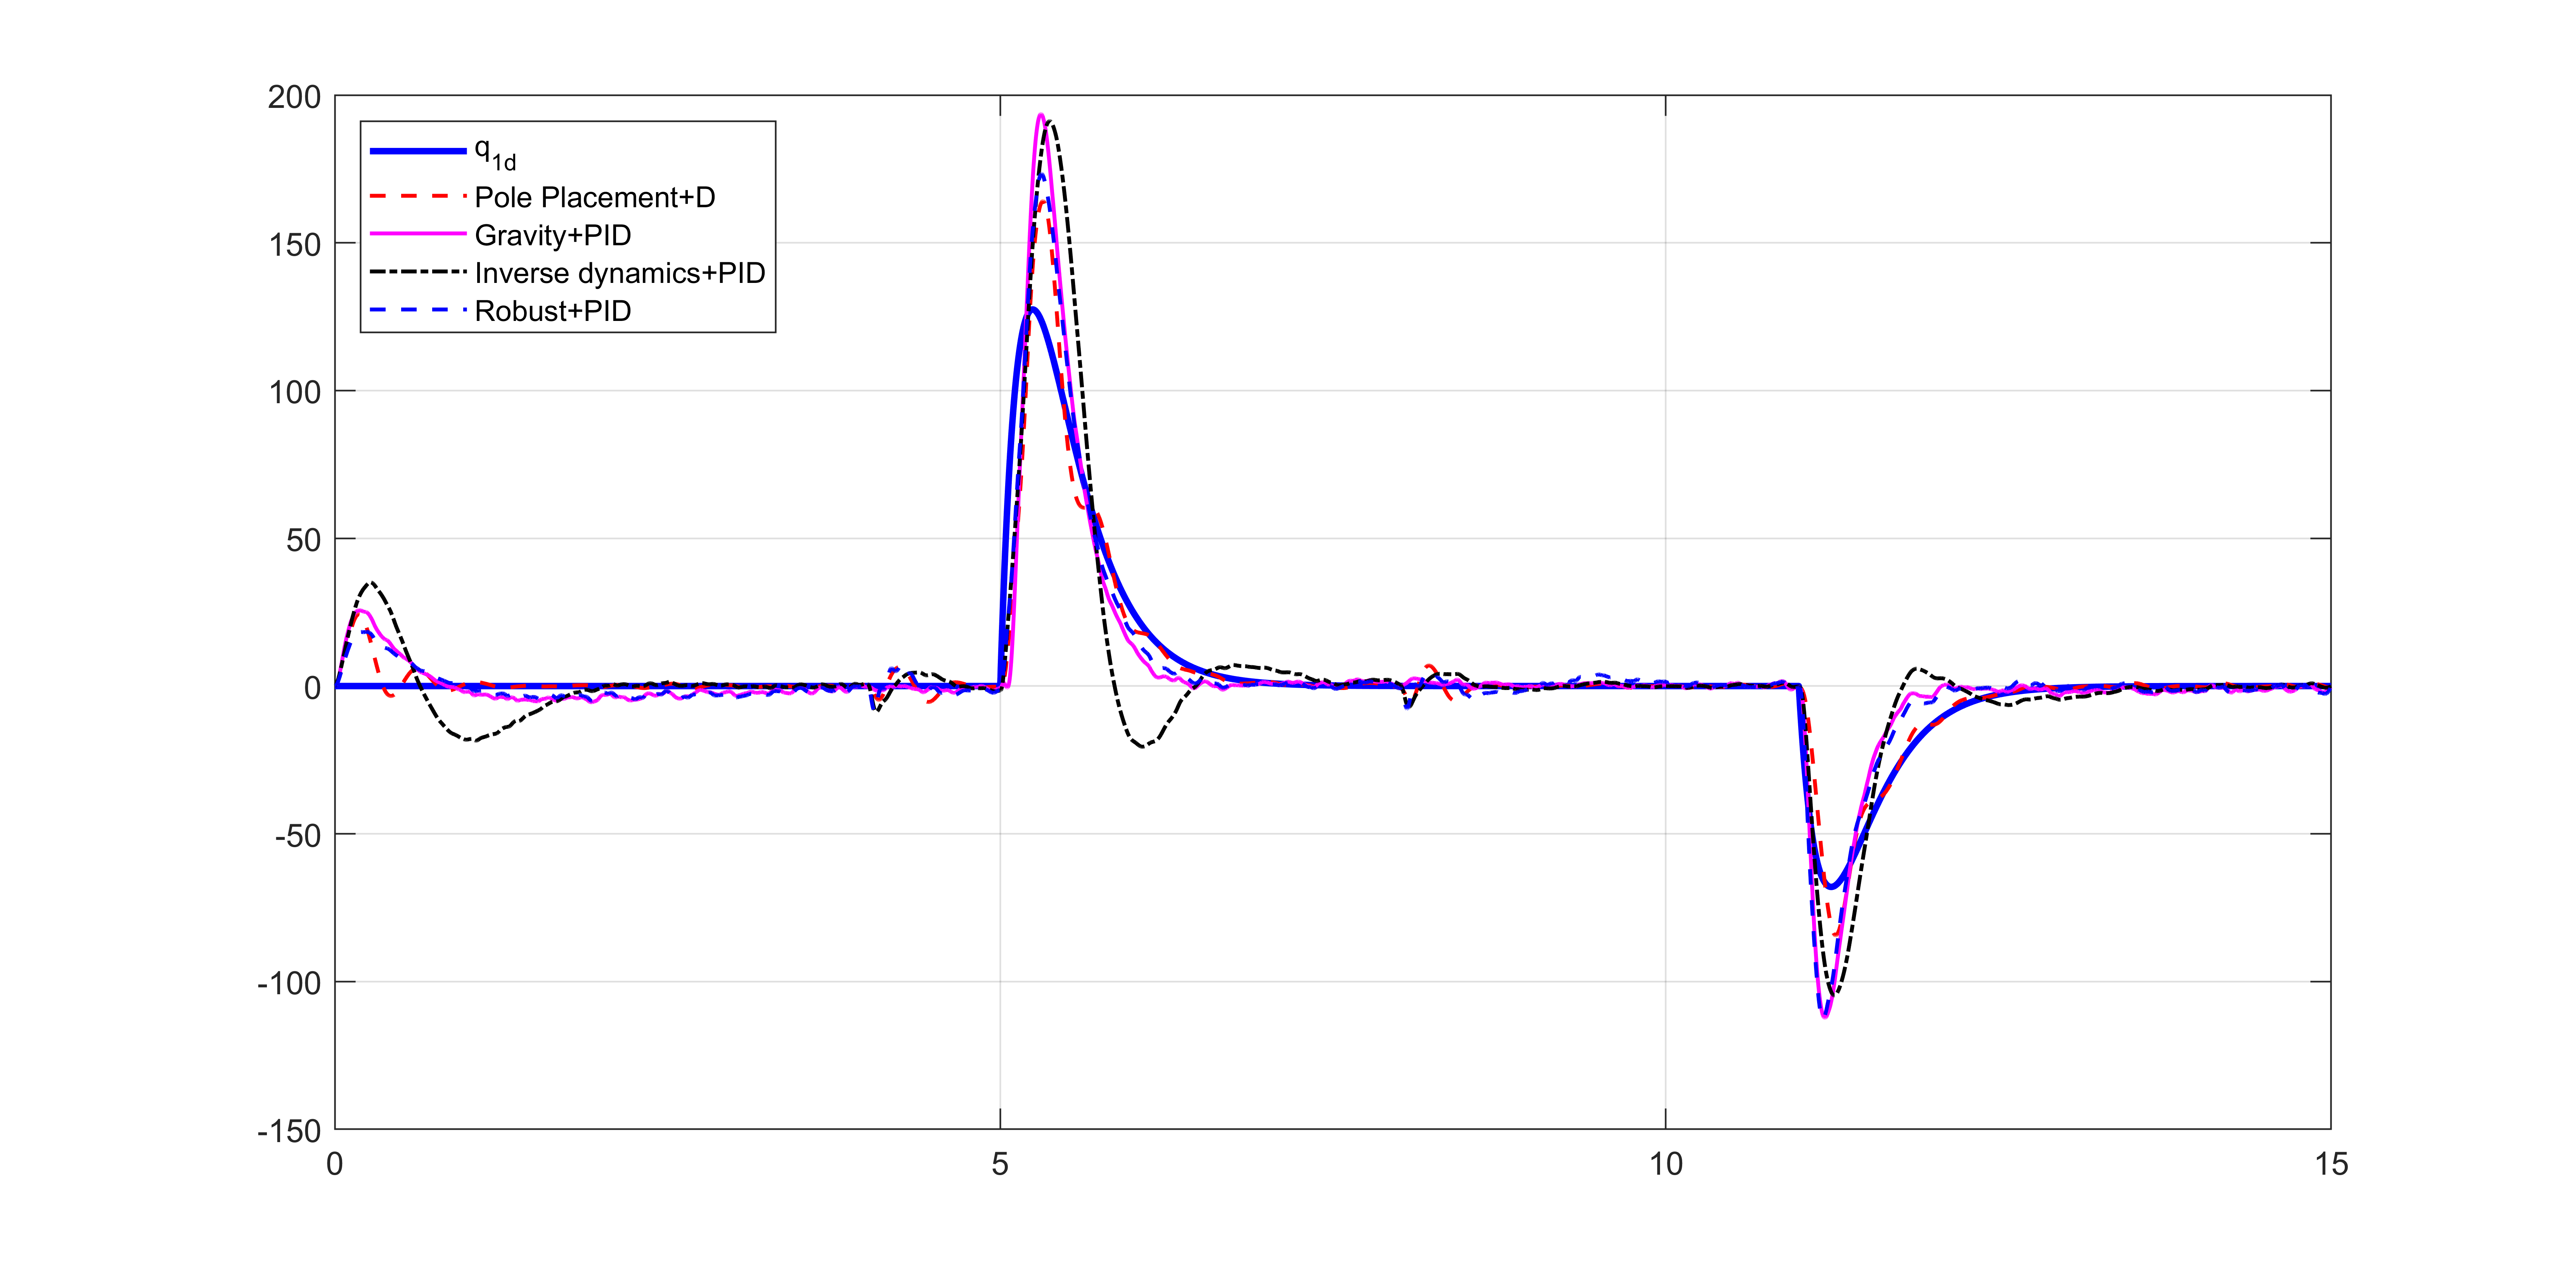 200
150
100
50
0
-50
-100
-150
0
5
10
15
q1d
Pole Placement+D
Gravity+PID
Inverse dynamics+PID
Robust+PID